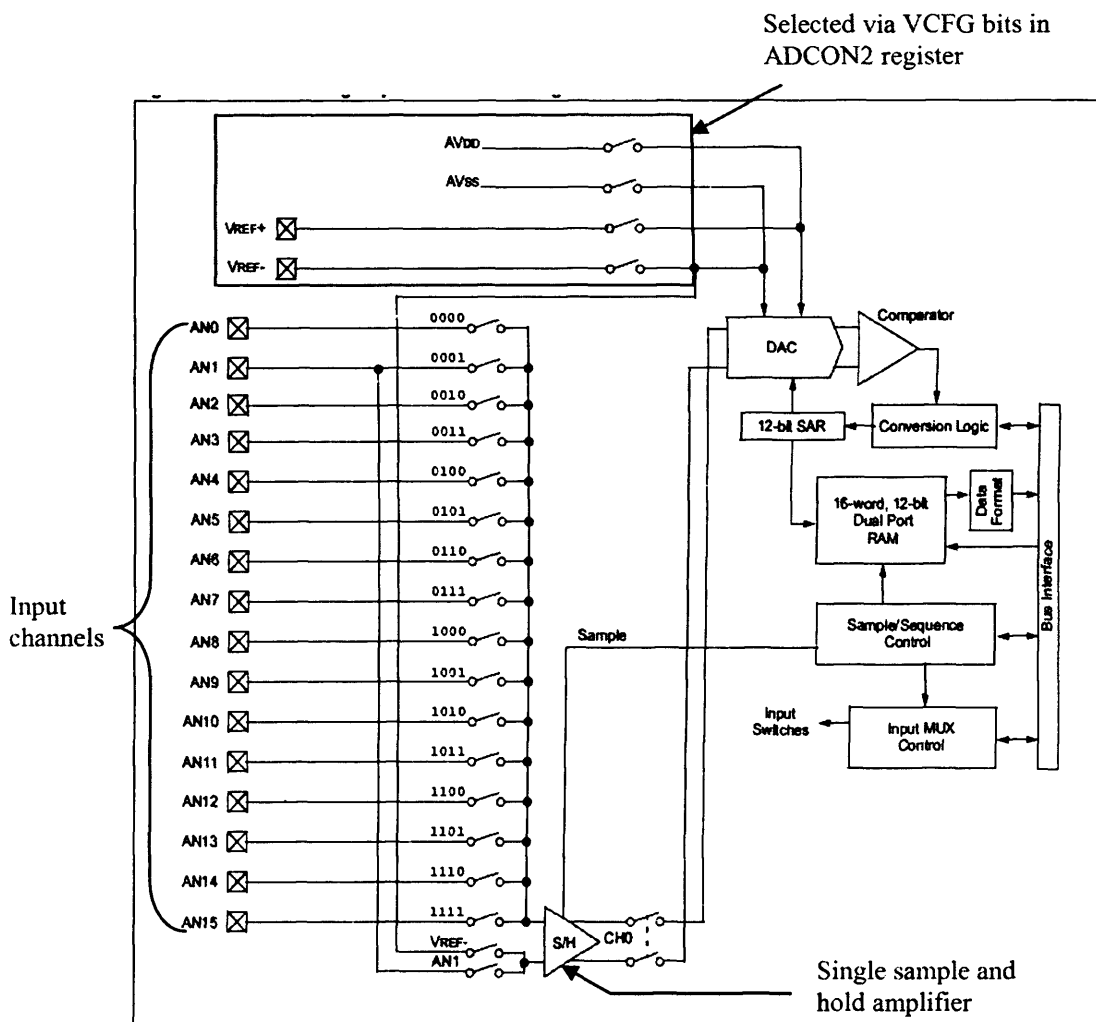 Selected via VCFG bits in
ADCON2 register
AVDD
AVSS
VREF+
VREF-
AN0
0000
AN1
0001
AN2
0010
AN3
0011
AN4
0100
AN5
0101
AN6
0110
AN7
0111
AN8
1000
AN9
1001
AN10
1010
AN11
1011
AN12
1100
AN13
1101
AN14
1110
AN15
1111
VREF-
AN1
Input
channels
S/H
CH0
Sample
DAC
Comparator
12-bit SAR
Conversion Logic
16-word, 12-bit
Dual Port
RAM
Data
Format
Bus Interface
Sample/Sequence
Control
Input
Switches
Input MUX
Control
Single sample and
hold amplifier